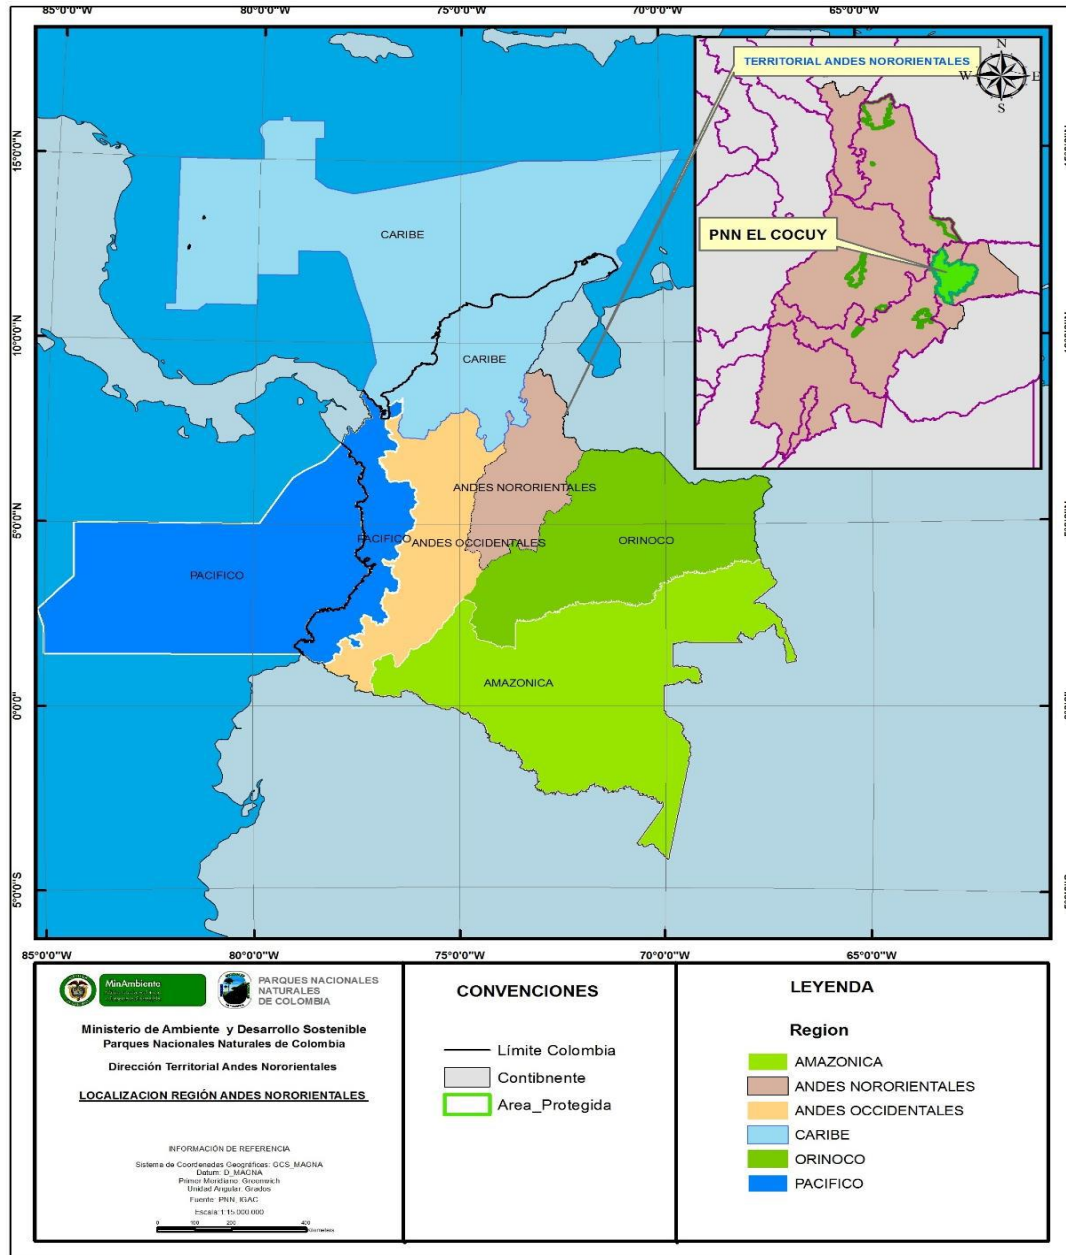 85°0'0"W
80°0'0"W
75°0'0"W
70°0'0"W
65°0'0"W
TERRITORIAL ANDES NORORIENTALES
N
W
E
S
PNN EL COCUY
15°0'0"N
10°0'0"N
5°0'0"N
0°0'0"
5°0'0"S
CARIBE
CARIBE
ANDES NORORIENTALES
PACIFICO
ANDES OCCIDENTALES
ORINOCO
PACIFICO
AMAZONICA
85°0'0"W
80°0'0"W
75°0'0"W
70°0'0"W
MinAmbiente
PARQUES NACIONALES
NATURALES
DE COLOMBIA
Ministerio de Ambiente y Desarrollo Sostenible
Parques Nacionales Naturales de Colombia
Dirección Territorial Andes Nororientales
LOCALIZACION REGIÓN ANDES NORORIENTALES
INFORMACIÓN DE REFERENCIA
Sistema de Coordenadas Geográficas: GCS_MAGNA
Datum: D_MAGNA
Primer Meridiano: Greenwich
Unidad Angular: Grados
Fuente: PNN, IGAC
Escala:1:15.000.000
0 100 200 400
Kilometers
CONVENCIONES
Límite Colombia
Contibnente
Area_Protegida
LEYENDA
Region
AMAZONICA
ANDES NORORIENTALES
ANDES OCCIDENTALES
CARIBE
ORINOCO
PACIFICO